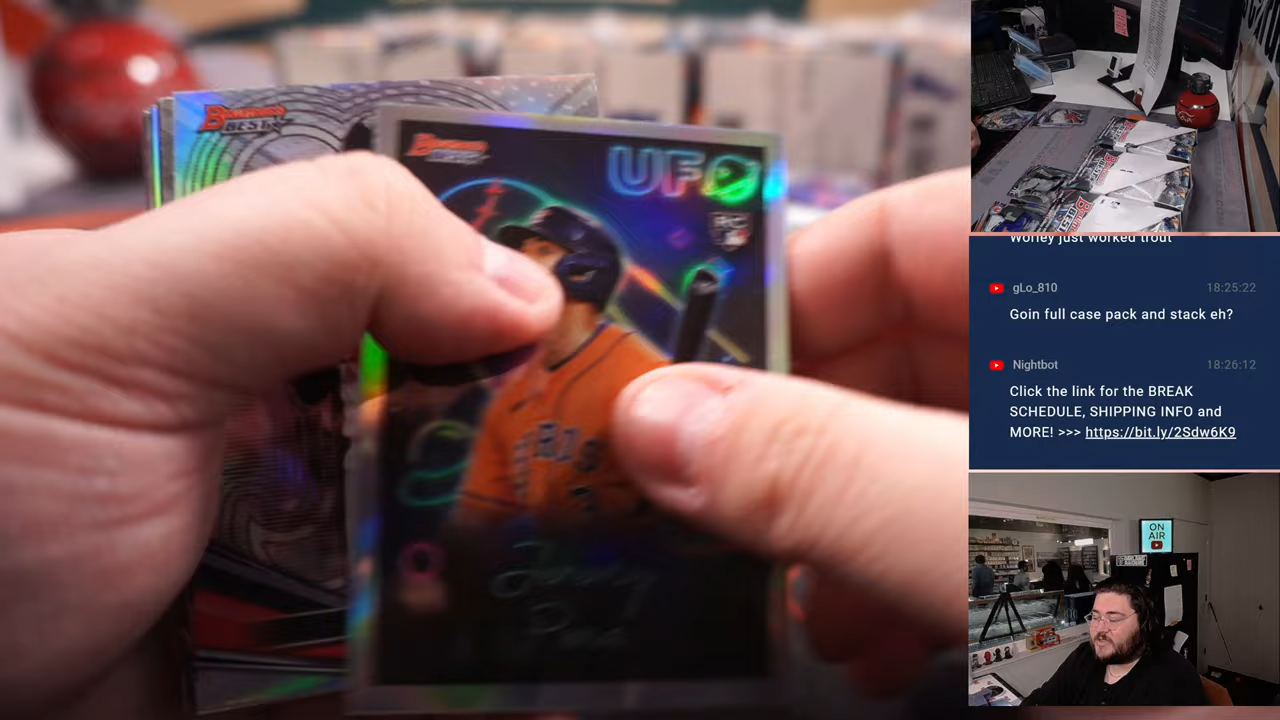 BOWMAN'S
BEST
BOWMAN'S
BEST
UFO
RC
Worley just worked trout
gLo_810 18:25:22
Goin full case pack and stack eh?
Nightbot 18:26:12
Click the link for the BREAK
SCHEDULE, SHIPPING INFO and
MORE! >>> https://bit.ly/2Sdw6K9
ON
AIR